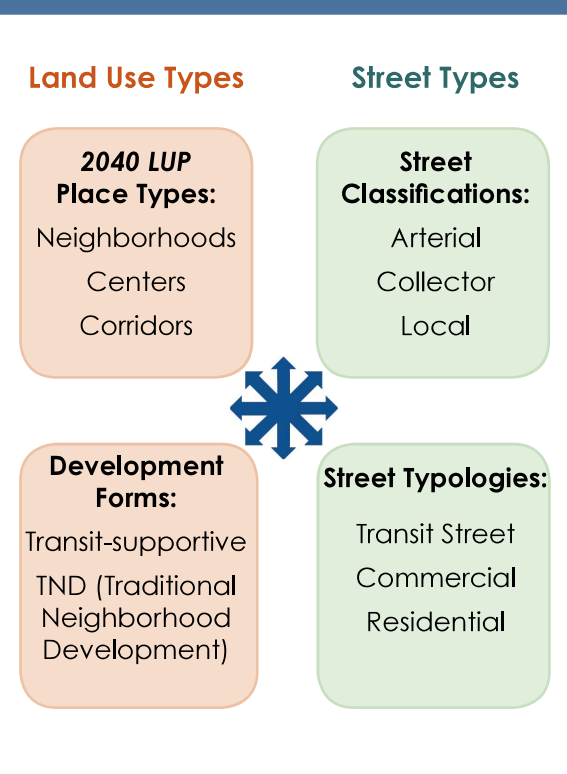 Land Use Types
Street Types
2040 LUP
Place Types:
Neighborhoods
Centers
Corridors
Street
Classifications:
Arterial
Collector
Local
Development
Forms:
Transit-supportive
TND (Traditional
Neighborhood
Development)
Street Typologies:
Transit Street
Commercial
Residential